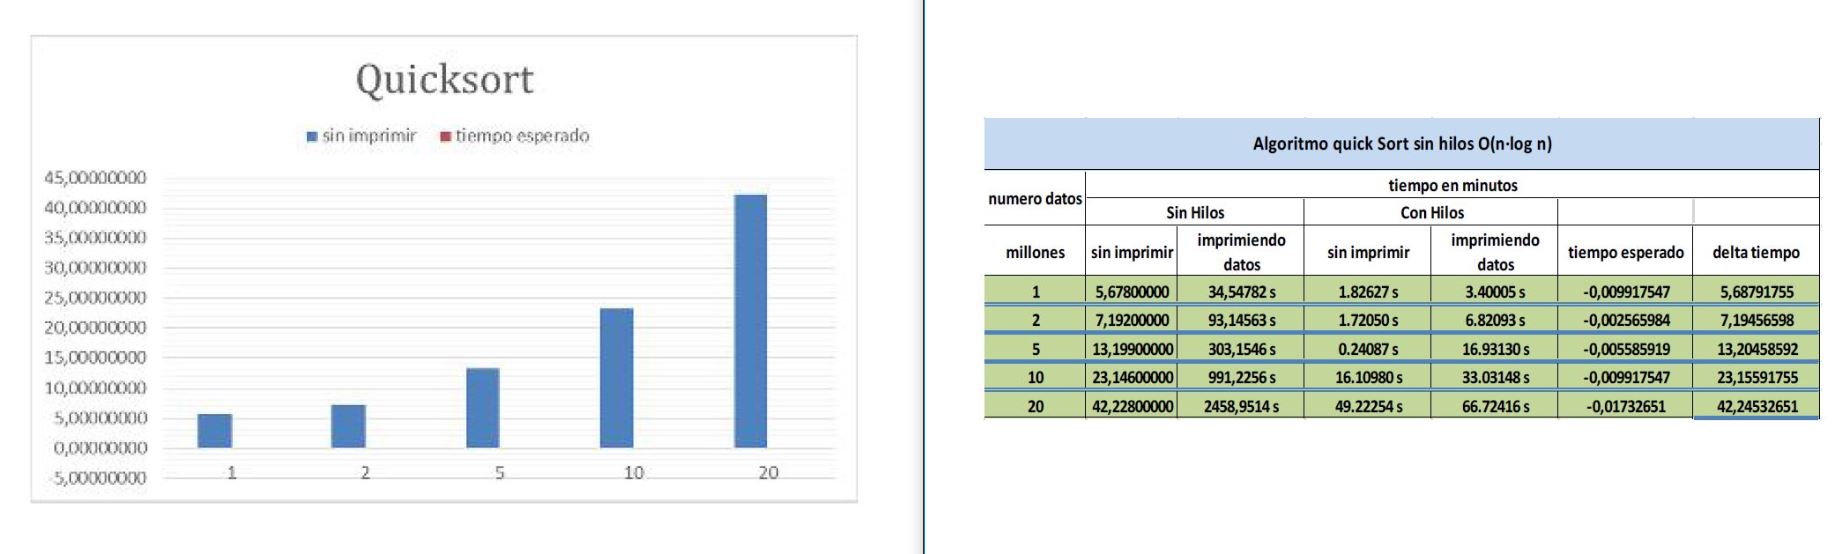 Quicksort
sin imprimir tiempo esperado
45,00000000
40,00000000
35,00000000
30,00000000
25,00000000
20,00000000
15,00000000
10,00000000
5,00000000
0,00000000
-5,00000000
1 2 5 10 20
Algoritmo quick Sort sin hilos O(n·log n)
numero datos
tiempo en minutos
Sin Hilos Con Hilos
millones sin imprimir imprimiendo datos sin imprimir imprimiendo datos tiempo esperado delta tiempo
1 5,67800000 34,54782 s 1.82627 s 3.40005 s -0,009917547 5,68791755
2 7,19200000 93,14563 s 1.72050 s 6.82093 s -0,002565984 7,19456598
5 13,19900000 303,1546 s 0.24087 s 16.93130 s -0,005585919 13,20458592
10 23,14600000 991,2256 s 16.10980 s 33.03148 s -0,009917547 23,15591755
20 42,22800000 2458,9514 s 49.22254 s 66.72416 s -0,01732651 42,24532651